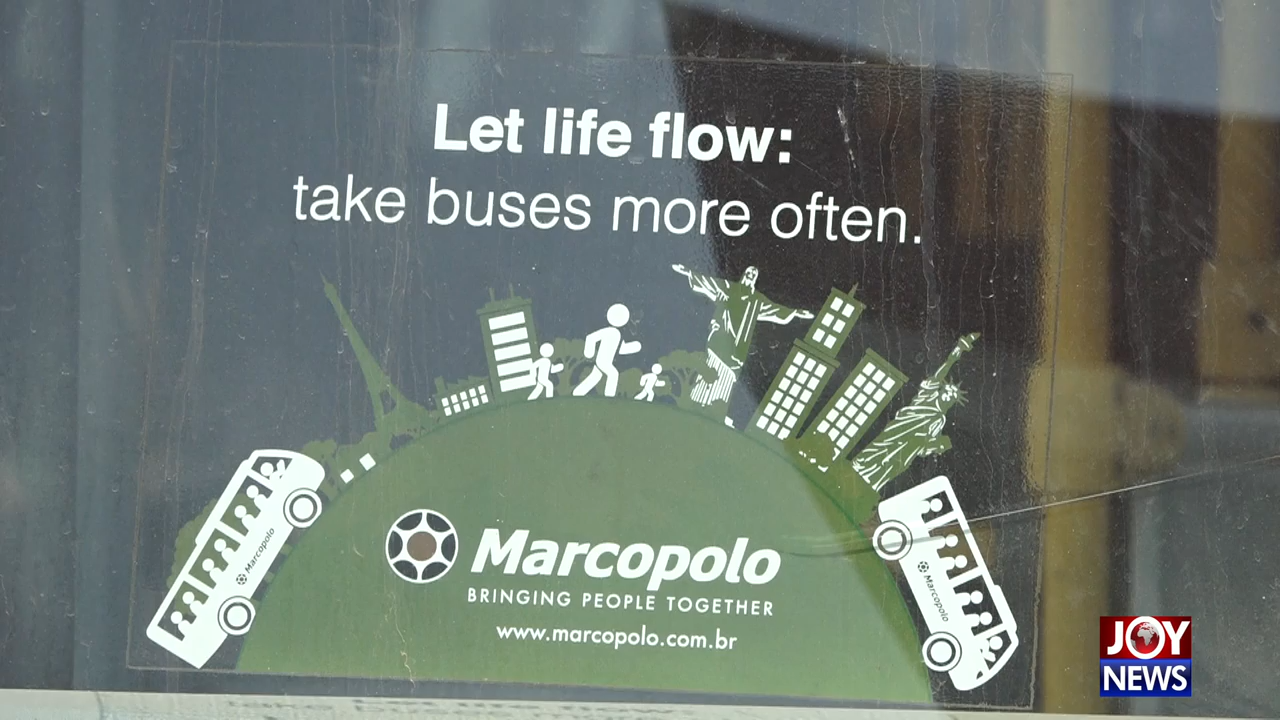 Let life flow:
take buses more often.
Marcopolo
Marcopolo
Marcopolo
BRINGING PEOPLE TOGETHER
www.marcopolo.com.br
JOY
NEWS